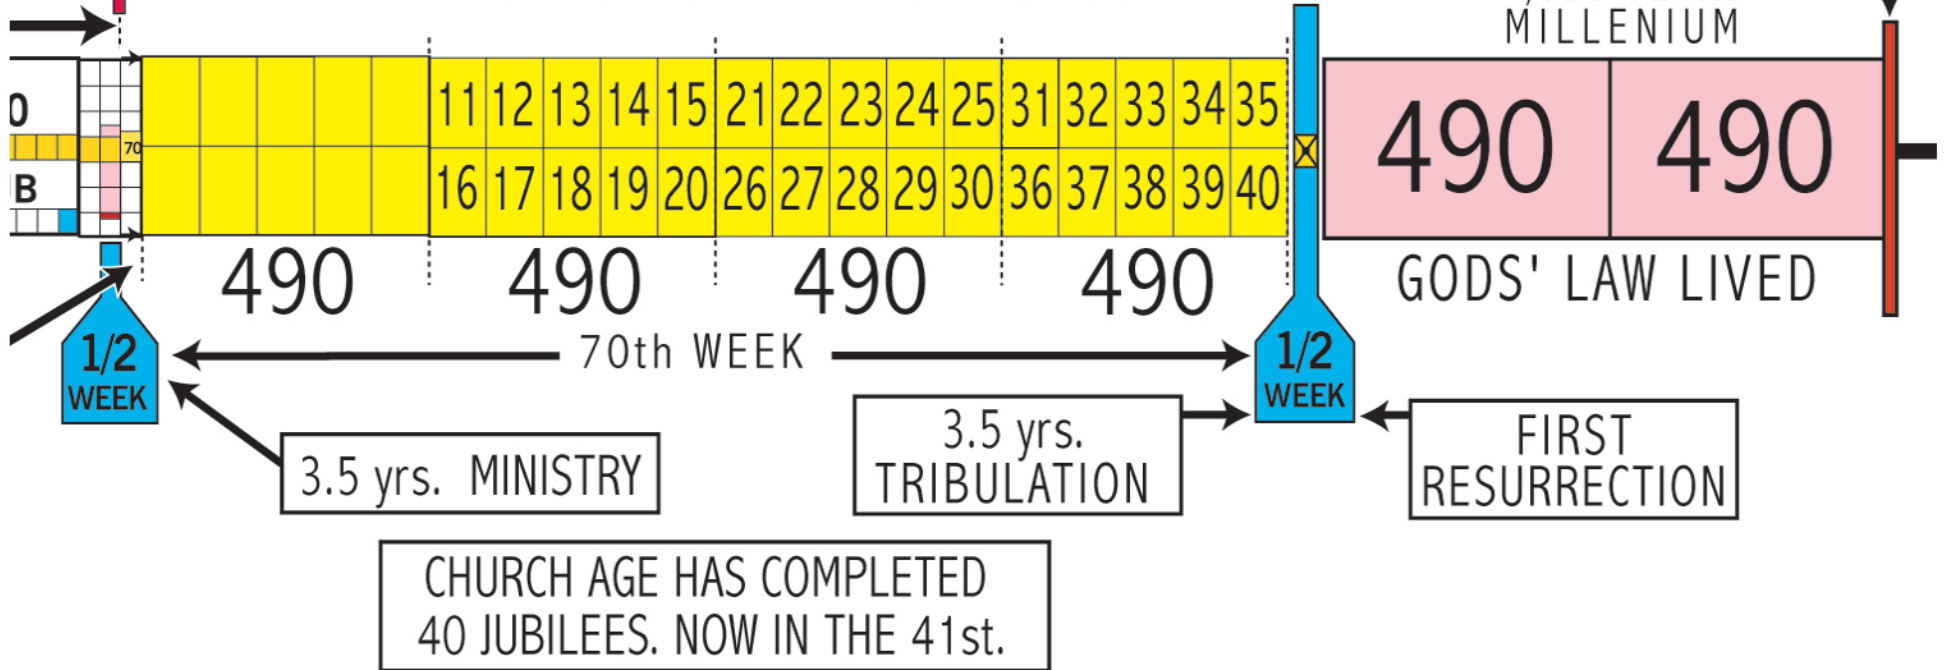 MILLENIUM
0
70
B
11 12 13 14 15 21 22 23 24 25 31 32 33 34 35
16 17 18 19 20 26 27 28 29 30 36 37 38 39 40
490 490
490 490 490 490
GODS' LAW LIVED
70th WEEK
1/2
WEEK
1/2
WEEK
3.5 yrs. MINISTRY
3.5 yrs.
TRIBULATION
FIRST
RESURRECTION
CHURCH AGE HAS COMPLETED
40 JUBILEES. NOW IN THE 41st.